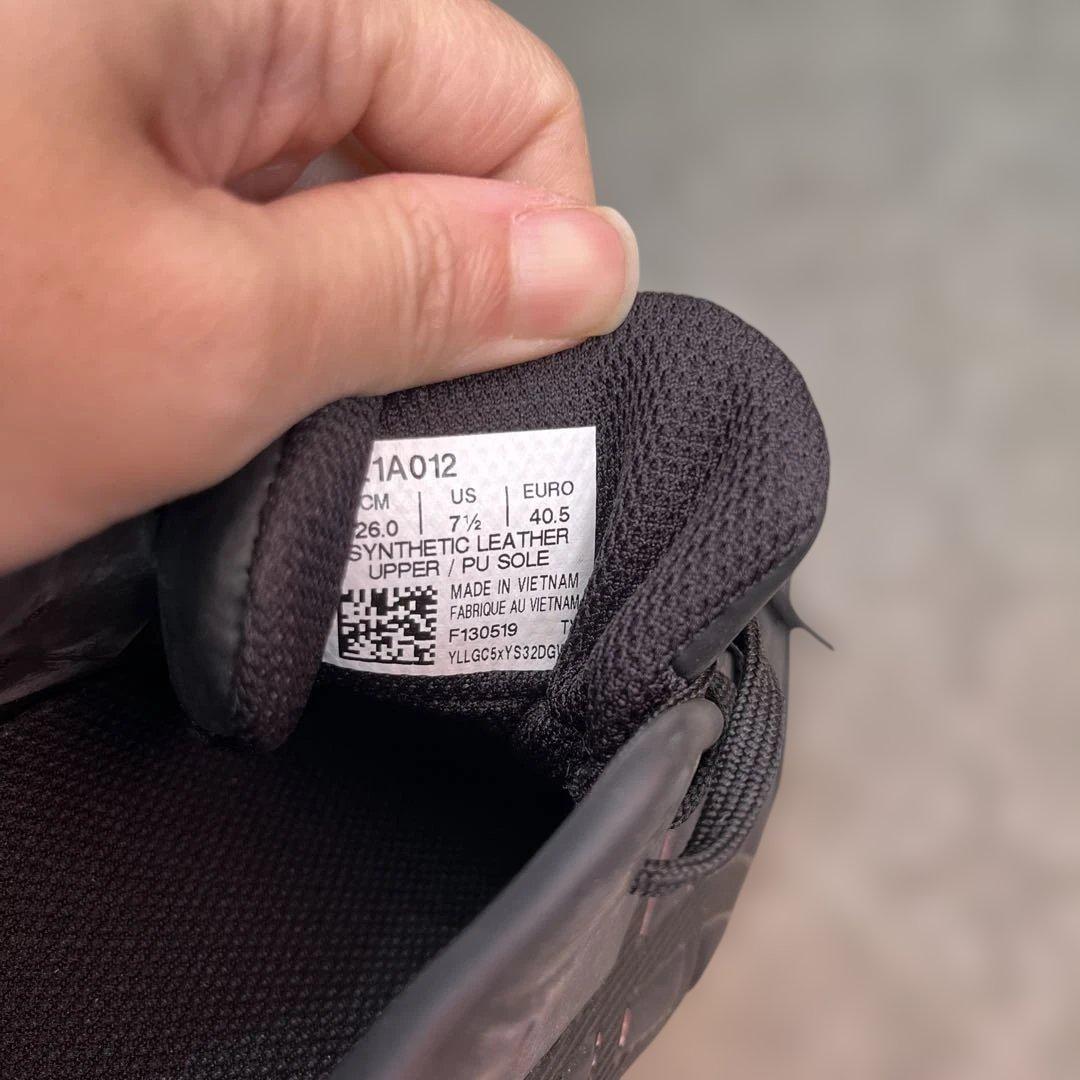 1A012
CM | US | EURO
26.0 | 7½ | 40.5
SYNTHETIC LEATHER
UPPER / PU SOLE
MADE IN VIETNAM
FABRIQUE AU VIETNAM
F130519
YLLGC5xYS32DG